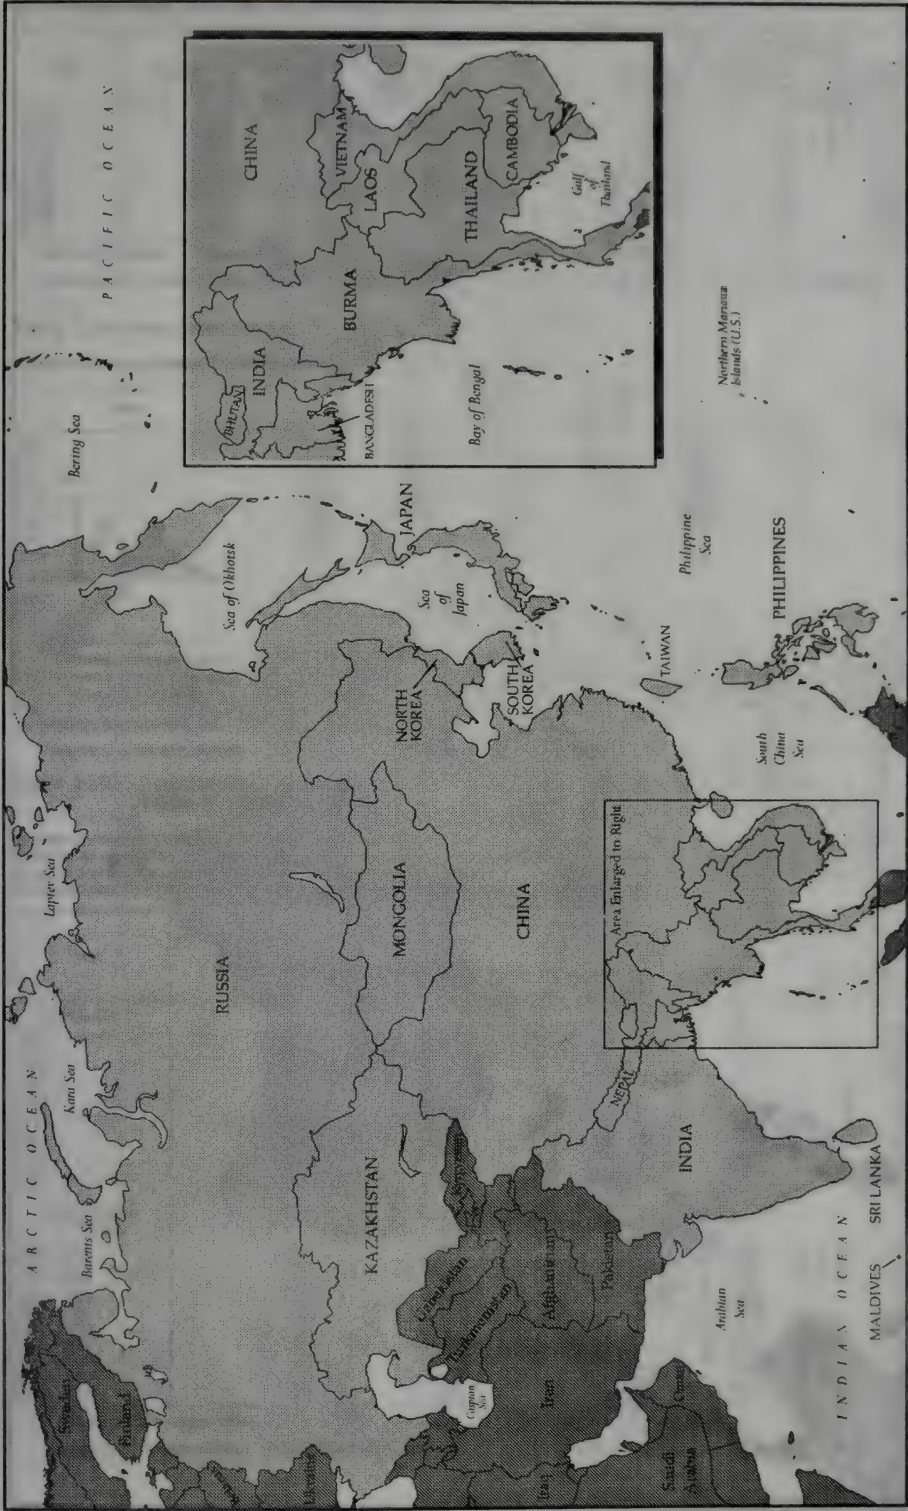 ARCTIC OCEAN
Barents Sea
Kara Sea
Laptev Sea
Bering Sea
PACIFIC OCEAN
Sweden
Finland
Ukraine
RUSSIA
Sea of Okhotsk
KAZAKHSTAN
MONGOLIA
CHINA
NORTH
KOREA
SOUTH
KOREA
Sea
of
Japan
JAPAN
Caspian
Sea
Uzbekistan
Turkmenistan
Afghanistan
Pakistan
Iran
Iraq
Saudi
Arabia
Oman
NEPAL
INDIA
Arabian
Sea
INDIAN OCEAN
MALDIVES
SRI LANKA
Area Enlarged to Right
TAIWAN
South
China
Sea
Philippine
Sea
PHILIPPINES
Northern Mariana
Islands (U.S.)
CHINA
BHUTAN
INDIA
BANGLADESH
BURMA
VIETNAM
LAOS
THAILAND
CAMBODIA
Gulf
of
Thailand
Bay of Bengal